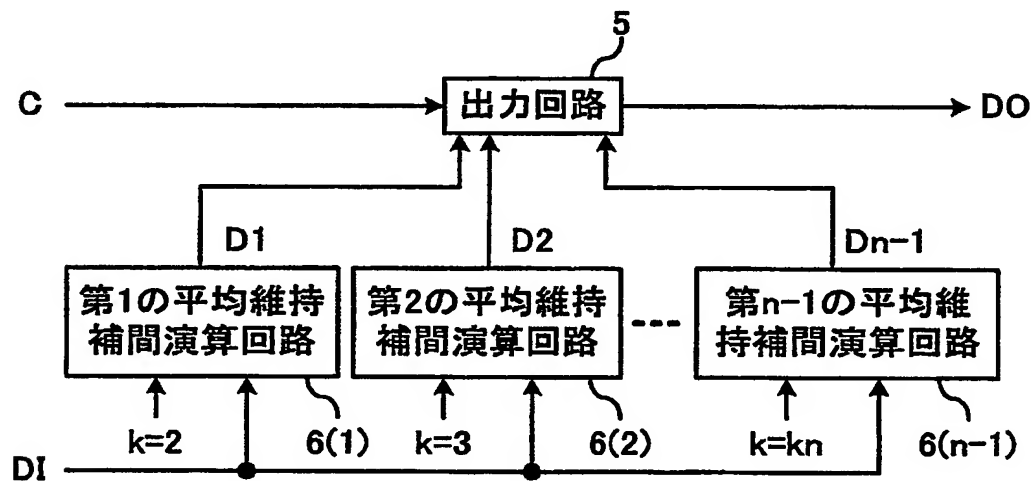 5
C
出力回路
DO
D1
D2
Dn-1
第1の平均維持
補間演算回路
第2の平均維持
補間演算回路
第n-1の平均維
持補間演算回路
k=2
6(1)
k=3
6(2)
k=kn
6(n-1)
DI